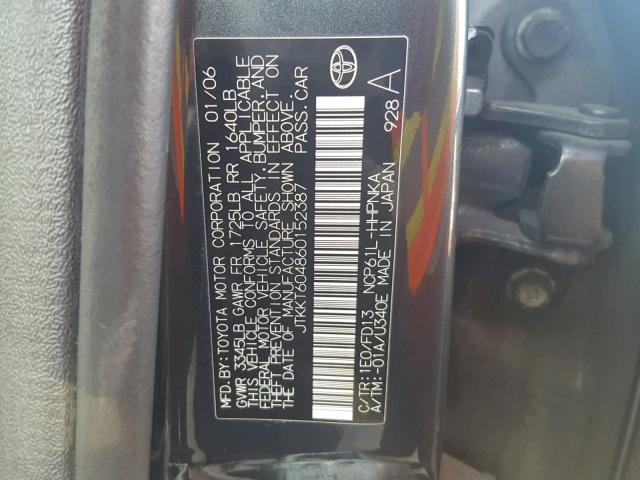 MFD.BY:TOYOTA MOTOR CORPORATION 01/06
GVWR 3345LB GAWR FR 1725LB RR 1640LB
THIS VEHICLE CONFORMS TO ALL APPLICABLE
FEDERAL MOTOR VEHICLE SAFETY, BUMPER, AND
THEFT PREVENTION STANDARDS IN EFFECT ON
THE DATE OF MANUFACTURE SHOWN ABOVE.
JTKKT604860152387 PASS.CAR
C/TR:1E0/FD13 NCP61L-HHPNKA
A/TM:-01A/U340E MADE IN JAPAN 928 A